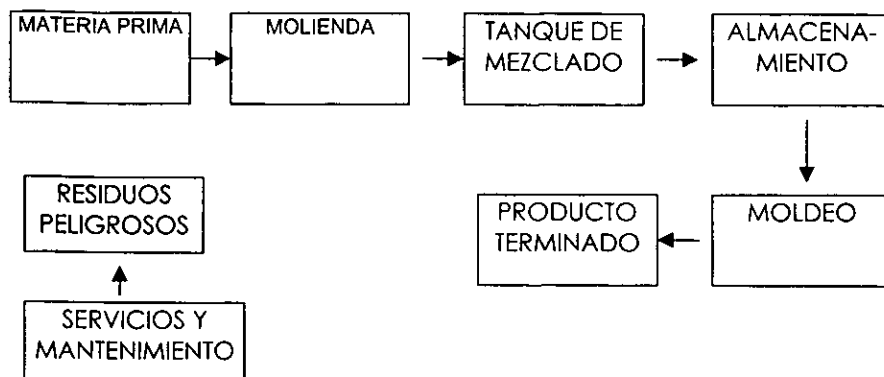 MATERIA PRIMA
MOLIENDA
TANQUE DE
MEZCLADO
ALMACENA-
MIENTO
RESIDUOS
PELIGROSOS
PRODUCTO
TERMINADO
MOLDEO
SERVICIOS Y
MANTENIMIENTO